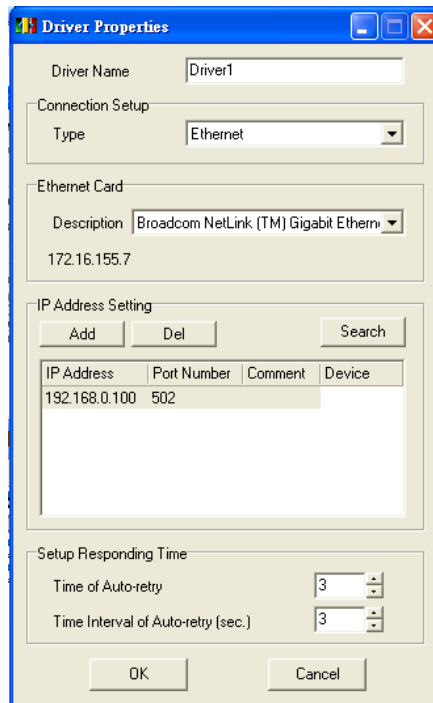 Driver Properties
Driver Name Driver1
Connection Setup
Type Ethernet
Ethernet Card
Description Broadcom NetLink (TM) Gigabit Ethern
172.16.155.7
IP Address Setting
Add Del Search
IP Address Port Number Comment Device
192.168.0.100 502
Setup Responding Time
Time of Auto-retry 3
Time Interval of Auto-retry (sec.) 3
OK Cancel